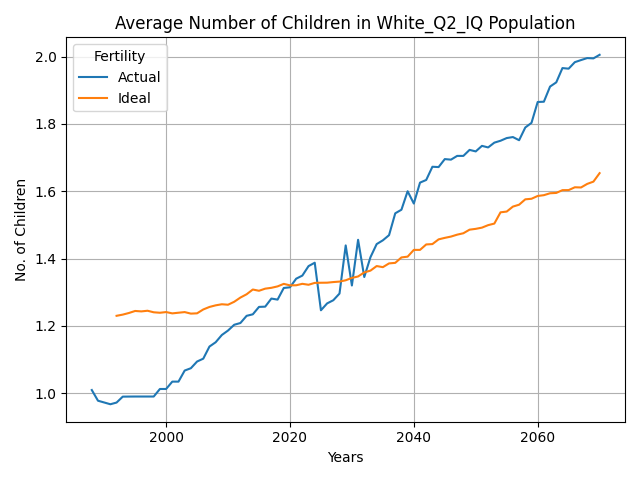 Average Number of Children in White_Q2_IQ Population
Fertility
Actual
Ideal
No. of Children
2.0
1.8
1.6
1.4
1.2
1.0
2000
2020
2040
2060
Years